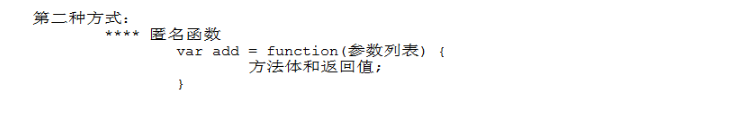 第二种方式:
**** 匿名函数
var add = function(参数列表) {
方法体和返回值;
}